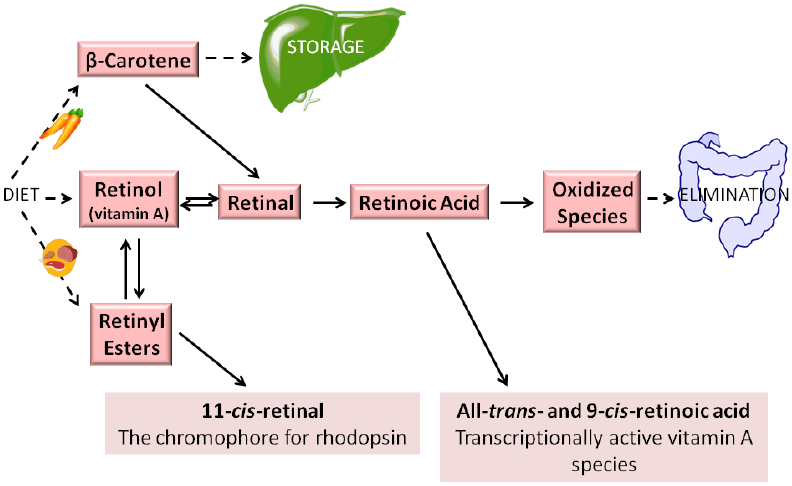 STORAGE
β-Carotene
DIET
Retinol
(vitamin A)
Retinal
Retinoic Acid
Oxidized
Species
ELIMINATION
Retinyl
Esters
11-cis-retinal
The chromophore for rhodopsin
All-trans- and 9-cis-retinoic acid
Transcriptionally active vitamin A
species